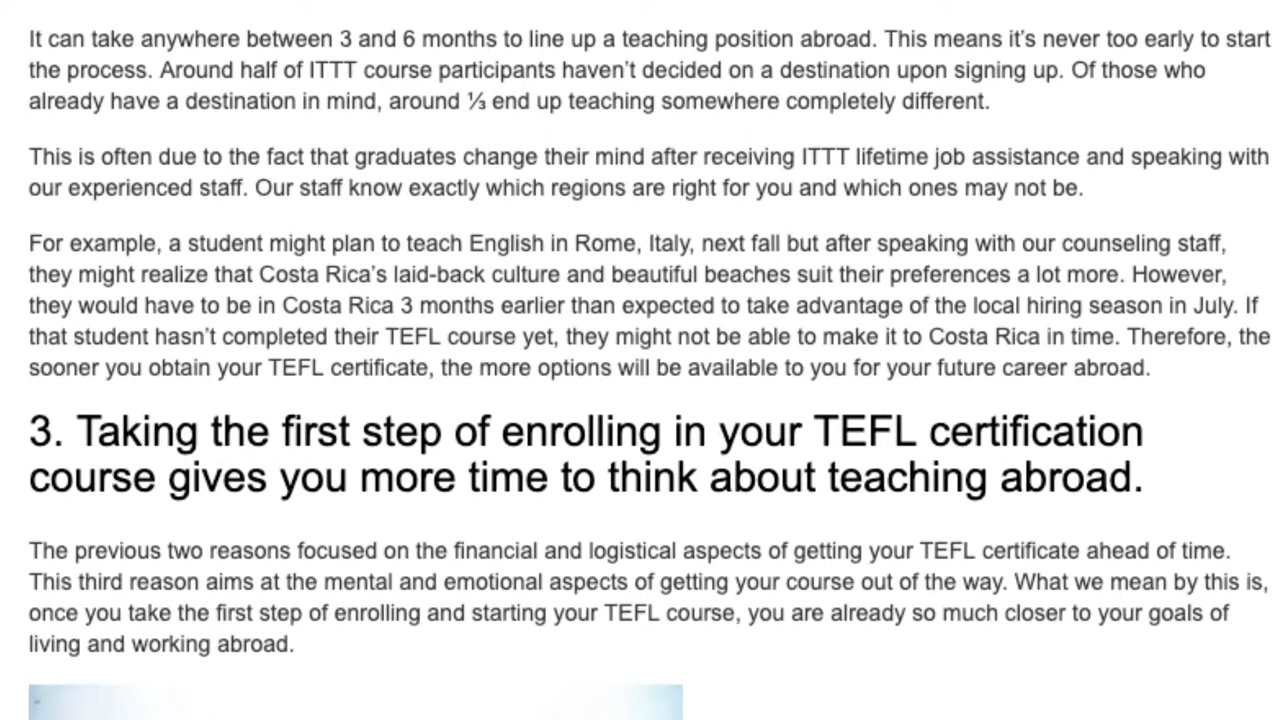 It can take anywhere between 3 and 6 months to line up a teaching position abroad. This means it’s never too early to start
the process. Around half of ITTT course participants haven’t decided on a destination upon signing up. Of those who
already have a destination in mind, around ⅓ end up teaching somewhere completely different.
This is often due to the fact that graduates change their mind after receiving ITTT lifetime job assistance and speaking with
our experienced staff. Our staff know exactly which regions are right for you and which ones may not be.
For example, a student might plan to teach English in Rome, Italy, next fall but after speaking with our counseling staff,
they might realize that Costa Rica’s laid-back culture and beautiful beaches suit their preferences a lot more. However,
they would have to be in Costa Rica 3 months earlier than expected to take advantage of the local hiring season in July. If
that student hasn’t completed their TEFL course yet, they might not be able to make it to Costa Rica in time. Therefore, the
sooner you obtain your TEFL certificate, the more options will be available to you for your future career abroad.
3. Taking the first step of enrolling in your TEFL certification
course gives you more time to think about teaching abroad.
The previous two reasons focused on the financial and logistical aspects of getting your TEFL certificate ahead of time.
This third reason aims at the mental and emotional aspects of getting your course out of the way. What we mean by this is,
once you take the first step of enrolling and starting your TEFL course, you are already so much closer to your goals of
living and working abroad.